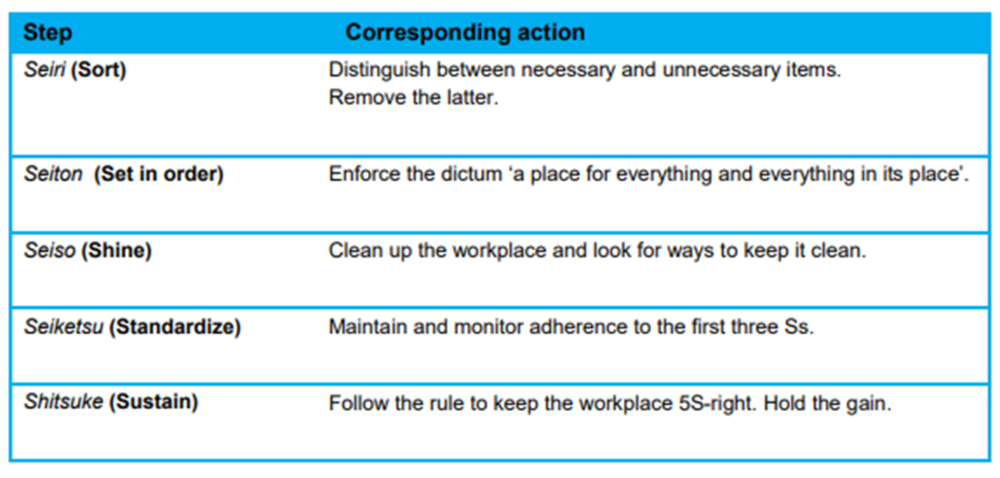 Step Corresponding action
Seiri (Sort) Distinguish between necessary and unnecessary items.
Remove the latter.
Seiton (Set in order) Enforce the dictum ‘a place for everything and everything in its place’.
Seiso (Shine) Clean up the workplace and look for ways to keep it clean.
Seiketsu (Standardize) Maintain and monitor adherence to the first three Ss.
Shitsuke (Sustain) Follow the rule to keep the workplace 5S-right. Hold the gain.